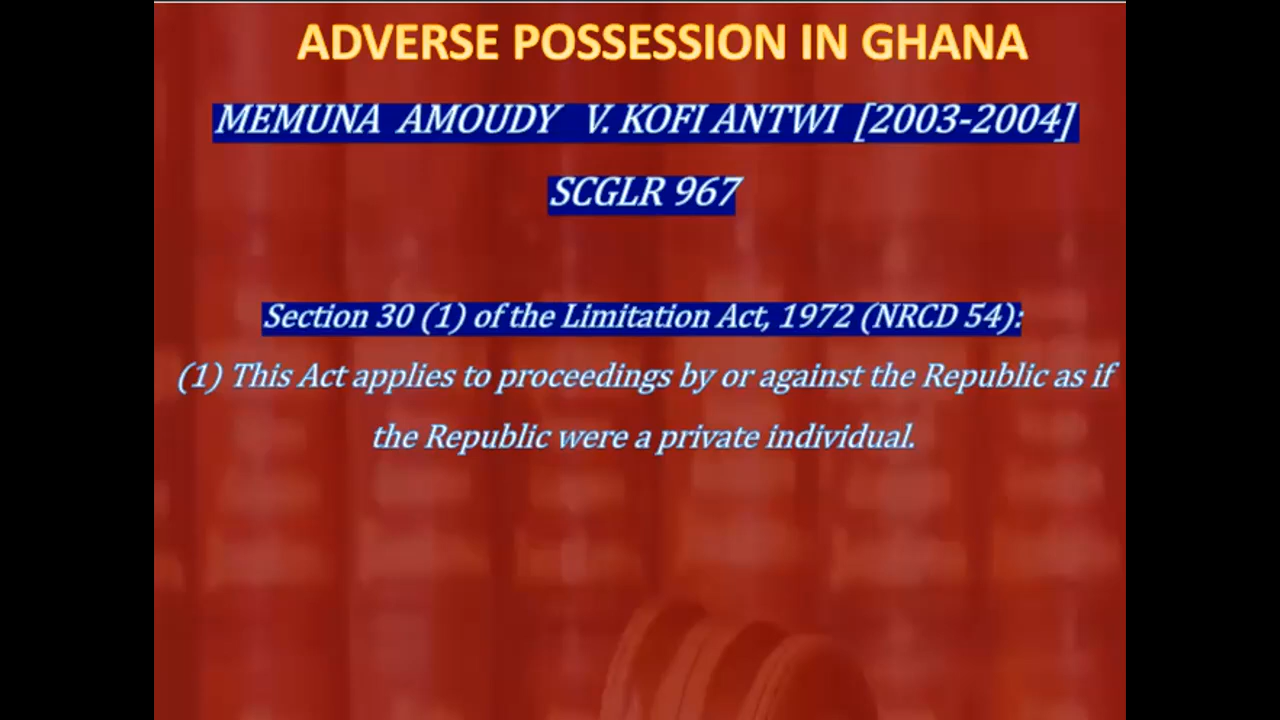 ADVERSE POSSESSION IN GHANA
MEMUNA AMOUDY V. KOFI ANTWI [2003-2004]
SCGLR 967
Section 30 (1) of the Limitation Act, 1972 (NRCD 54):
(1) This Act applies to proceedings by or against the Republic as if
the Republic were a private individual.